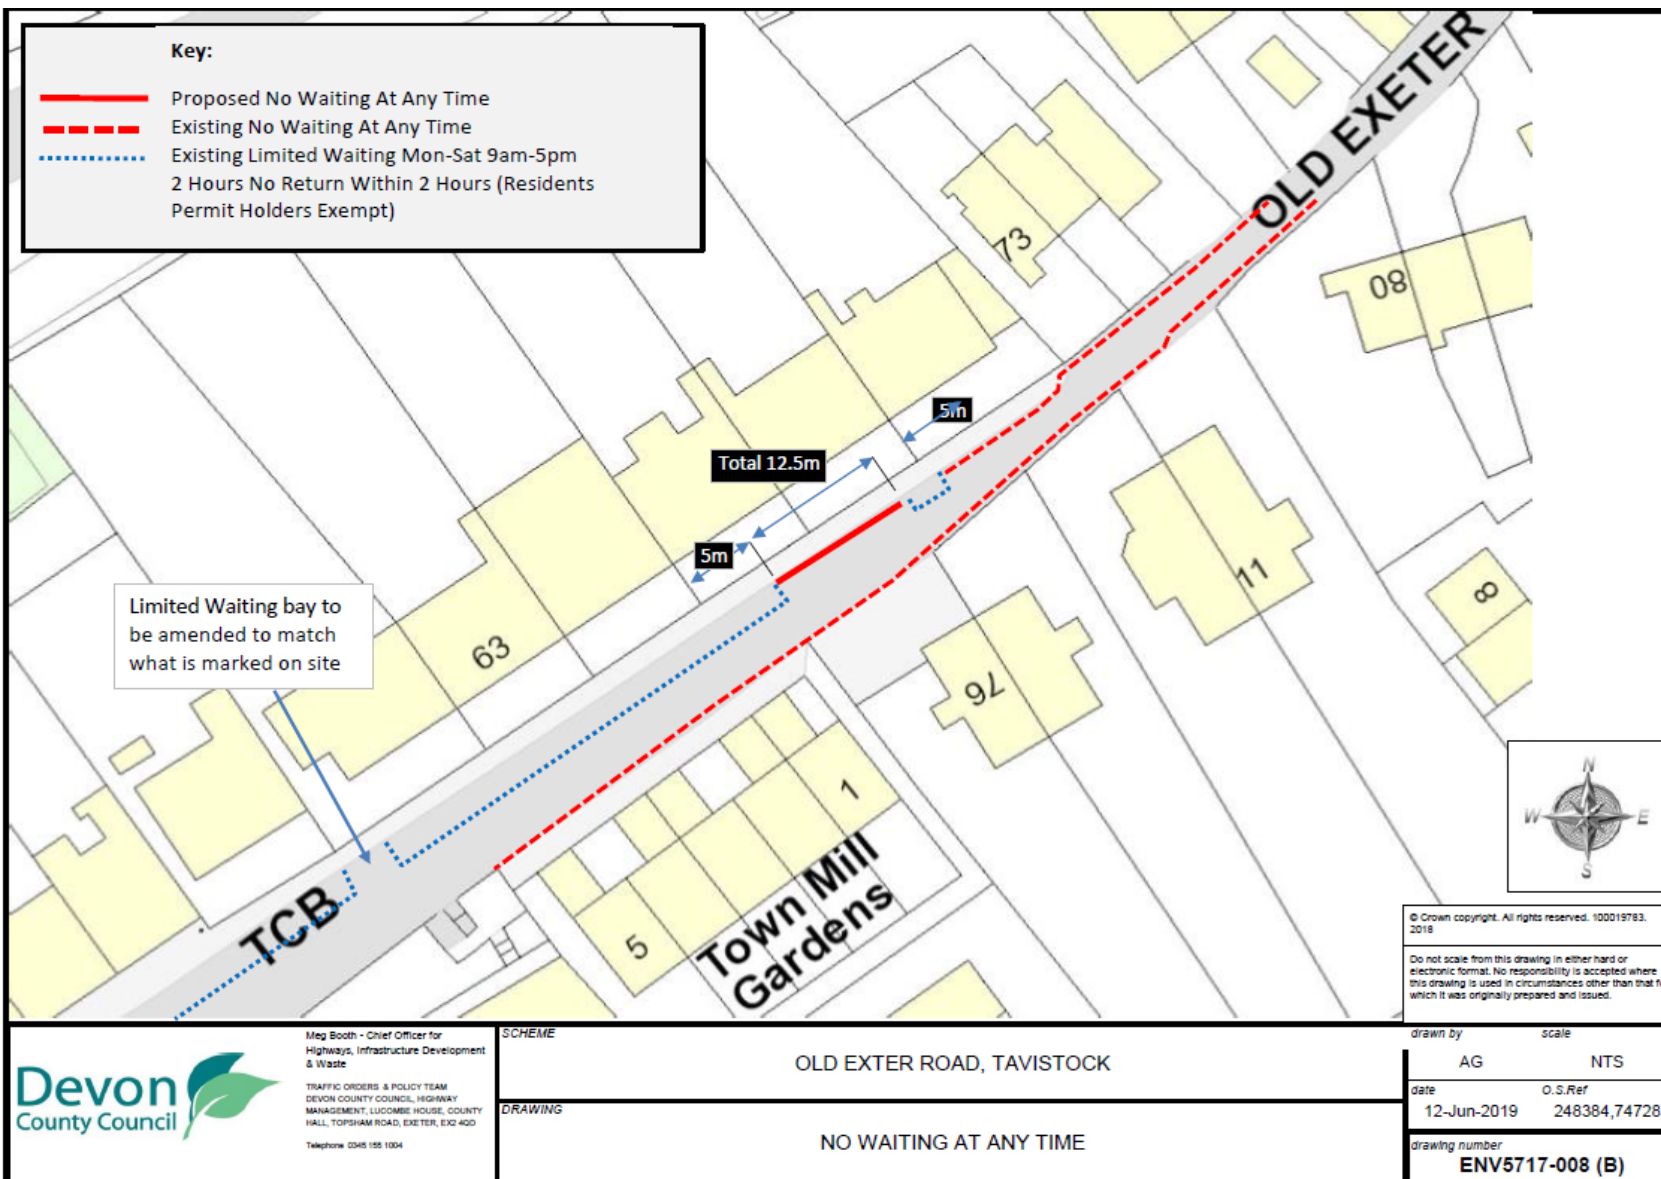 Key:
Proposed No Waiting At Any Time
Existing No Waiting At Any Time
Existing Limited Waiting Mon-Sat 9am-5pm
2 Hours No Return Within 2 Hours (Residents
Permit Holders Exempt)
OLD EXETER
73
80
5m
Total 12.5m
5m
11
8
Limited Waiting bay to
be amended to match
what is marked on site
63
76
1
N
W
E
S
TCB
Town Mill
Gardens
5
© Crown copyright. All rights reserved. 100019783.
2018
Do not scale from this drawing in either hard or
electronic format. No responsibility is accepted where
this drawing is used in circumstances other than that
which it was originally prepared and issued.
Devon
County Council
Meg Booth - Chief Officer for
Highways, Infrastructure Development
& Waste
TRAFFIC ORDERS & POLICY TEAM
DEVON COUNTY COUNCIL, HIGHWAY
MANAGEMENT, LUCOMBE HOUSE, COUNTY
HALL, TOPSHAM ROAD, EXETER, EX2 4QD
Telephone 0345 155 1004
SCHEME
OLD EXTER ROAD, TAVISTOCK
DRAWING
NO WAITING AT ANY TIME
drawn by scale
AG NTS
date O.S.Ref
12-Jun-2019 248384,74728
drawing number
ENV5717-008 (B)